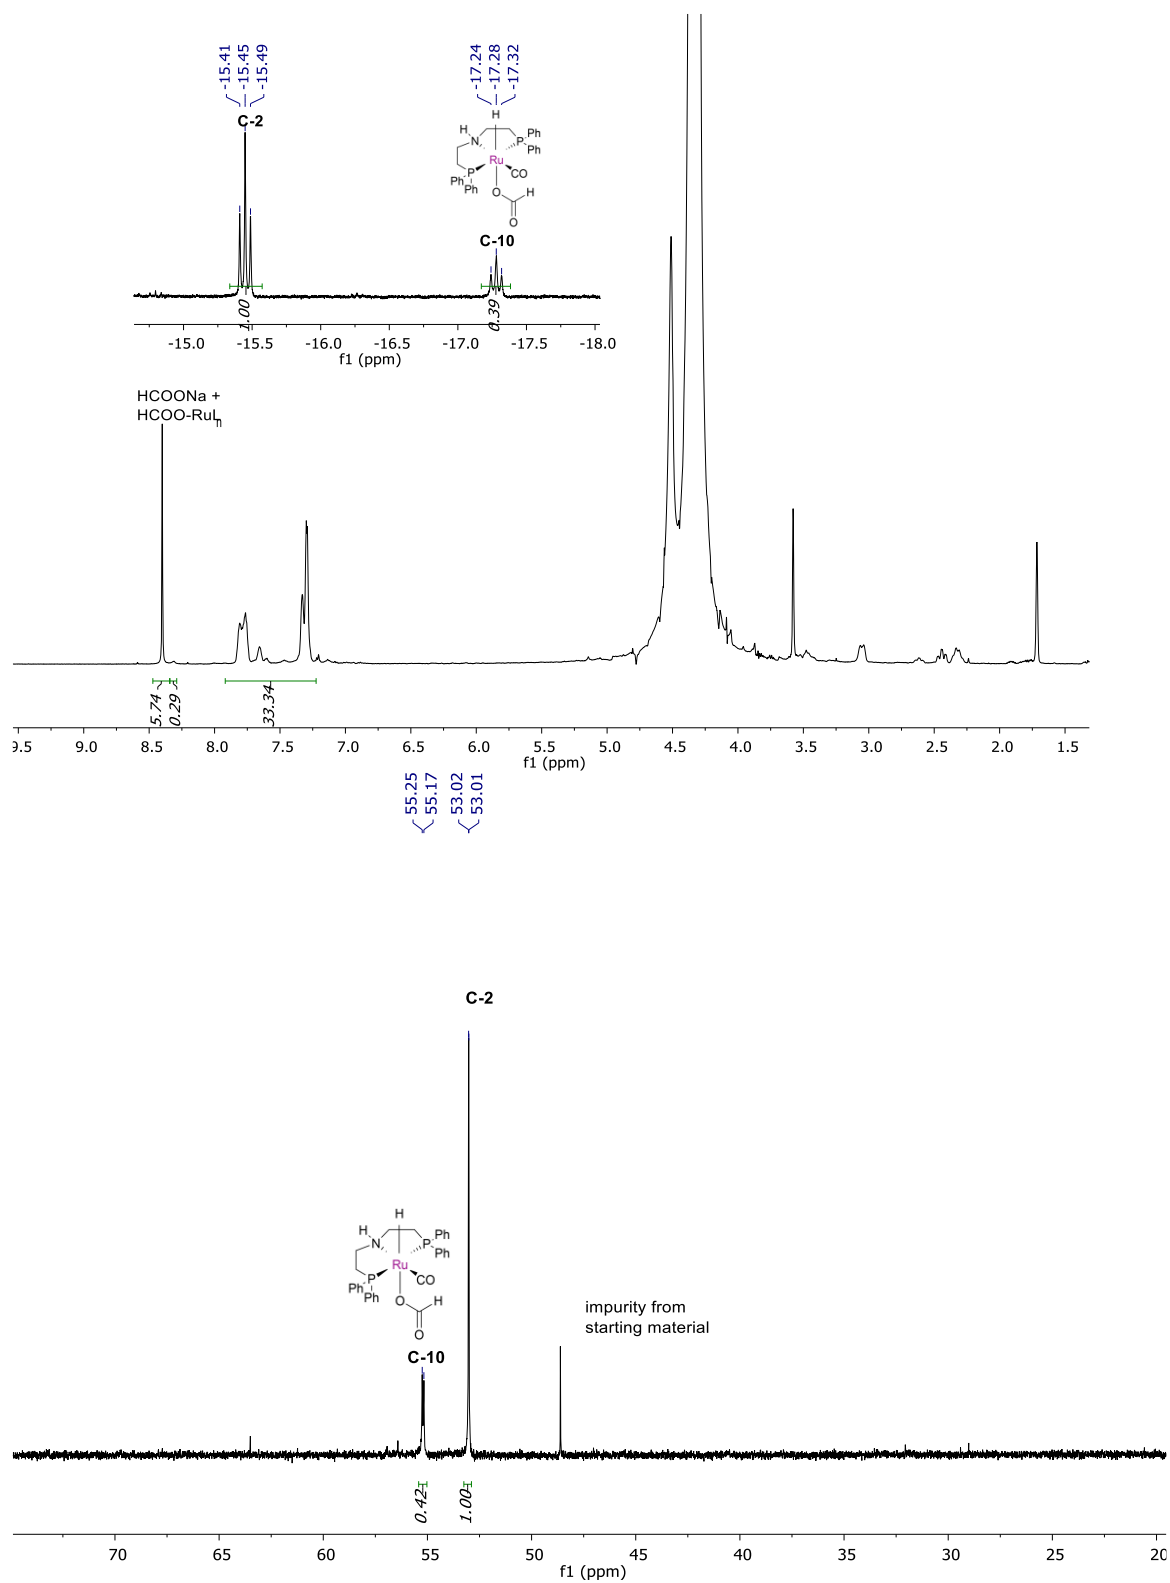 -15.41
-15.45
-15.49
-17.24
-17.28
-17.32
C-2
H
H
N
P
Ph
Ph
Ru
P
CO
Ph
Ph
O
H
O
C-10
1.00
0.39
-15.0 -15.5 -16.0 -16.5 -17.0 -17.5 -18.0
f1 (ppm)
HCOONa +
HCOO-RuLn
5.74
0.29
33.34
9.5 9.0 8.5 8.0 7.5 7.0 6.5 6.0 5.5 5.0 4.5 4.0 3.5 3.0 2.5 2.0 1.5
f1 (ppm)
55.25
55.17
53.02
53.01
C-2
H
H
N
P
Ph
Ph
Ru
P
CO
Ph
Ph
O
H
O
C-10
impurity from
starting material
0.42
1.00
70 65 60 55 50 45 40 35 30 25 20
f1 (ppm)